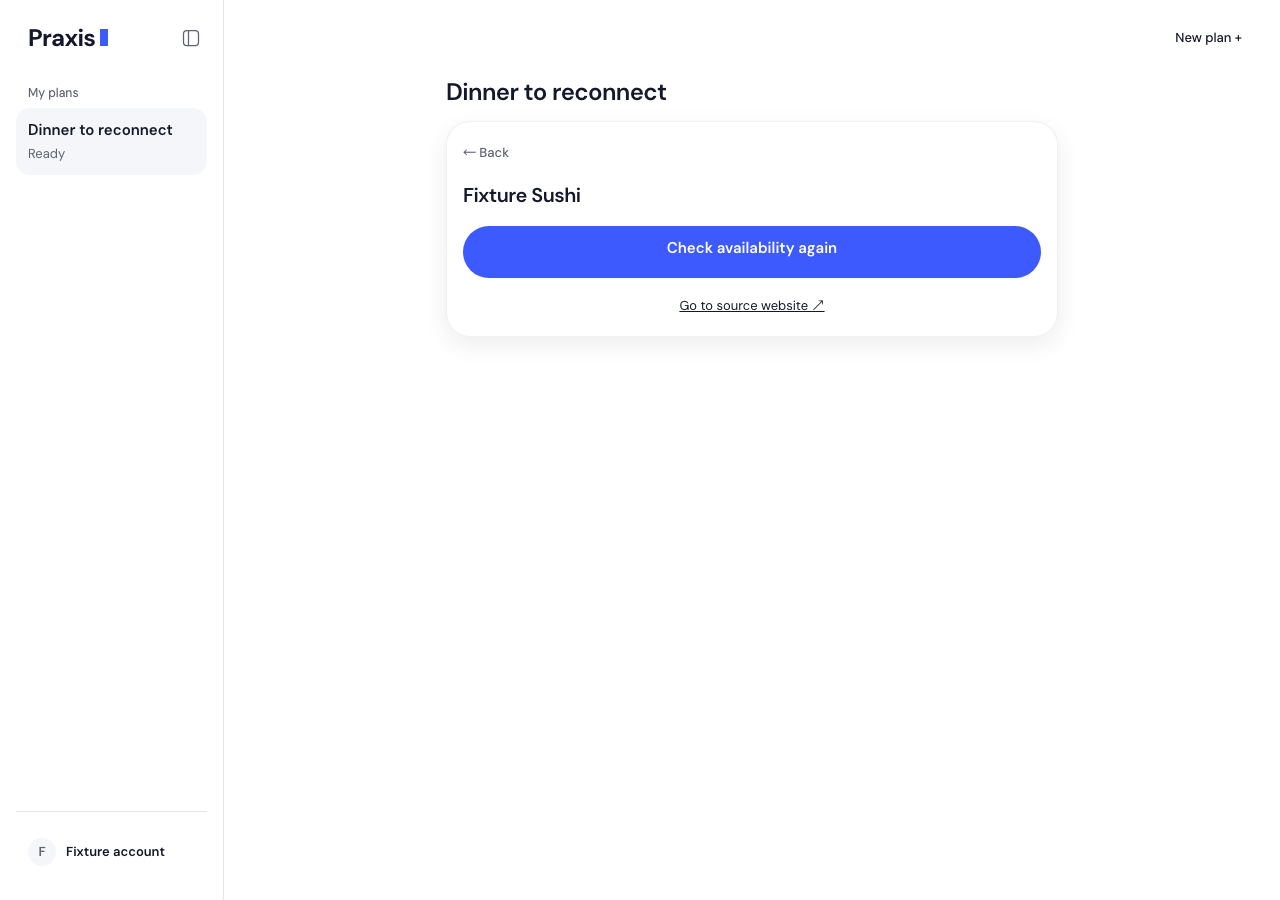 Praxis
New plan +
My plans
Dinner to reconnect
Ready
Dinner to reconnect
← Back
Fixture Sushi
Check availability again
Go to source website ↗
F
Fixture account